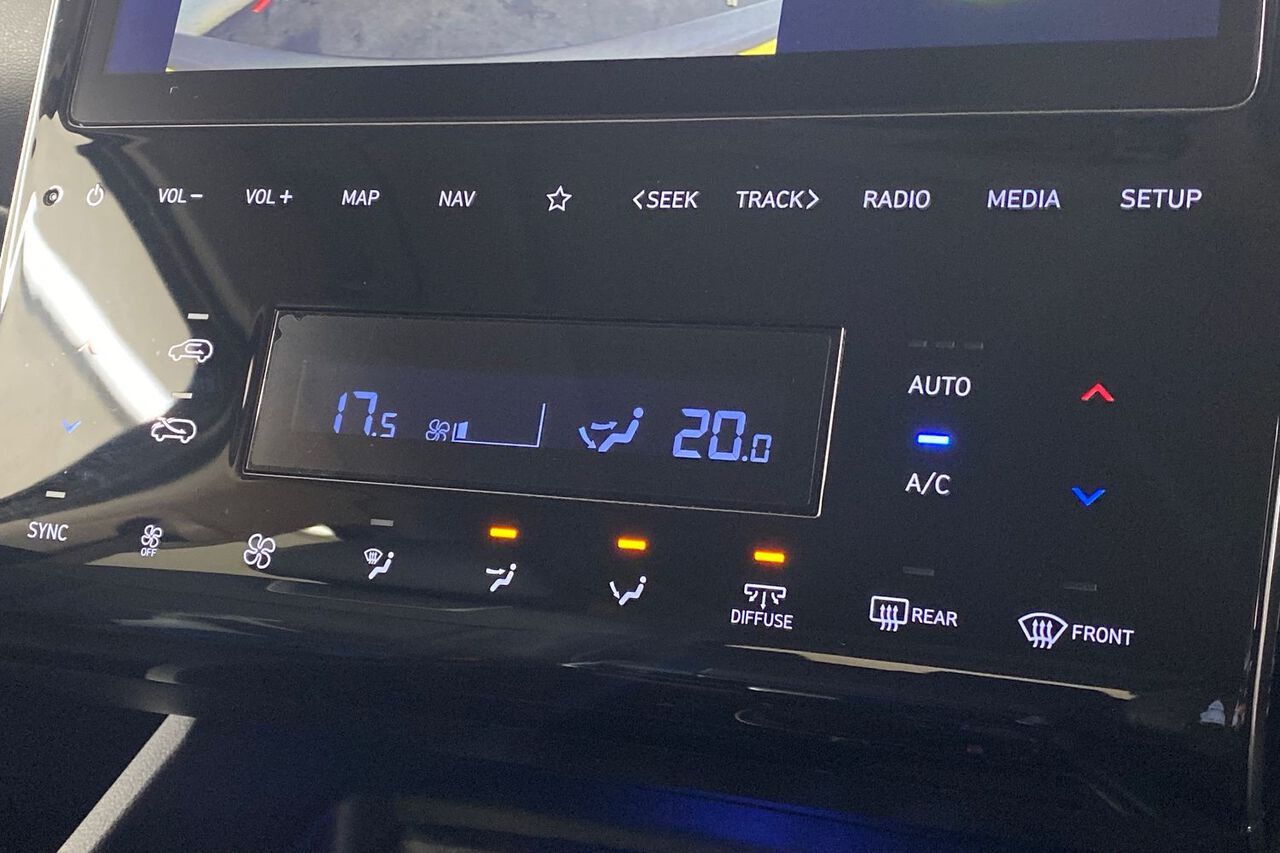 VOL− VOL+ MAP NAV <SEEK TRACK> RADIO MEDIA SETUP
AUTO
17.5 20.0
A/C
SYNC OFF
DIFFUSE REAR FRONT